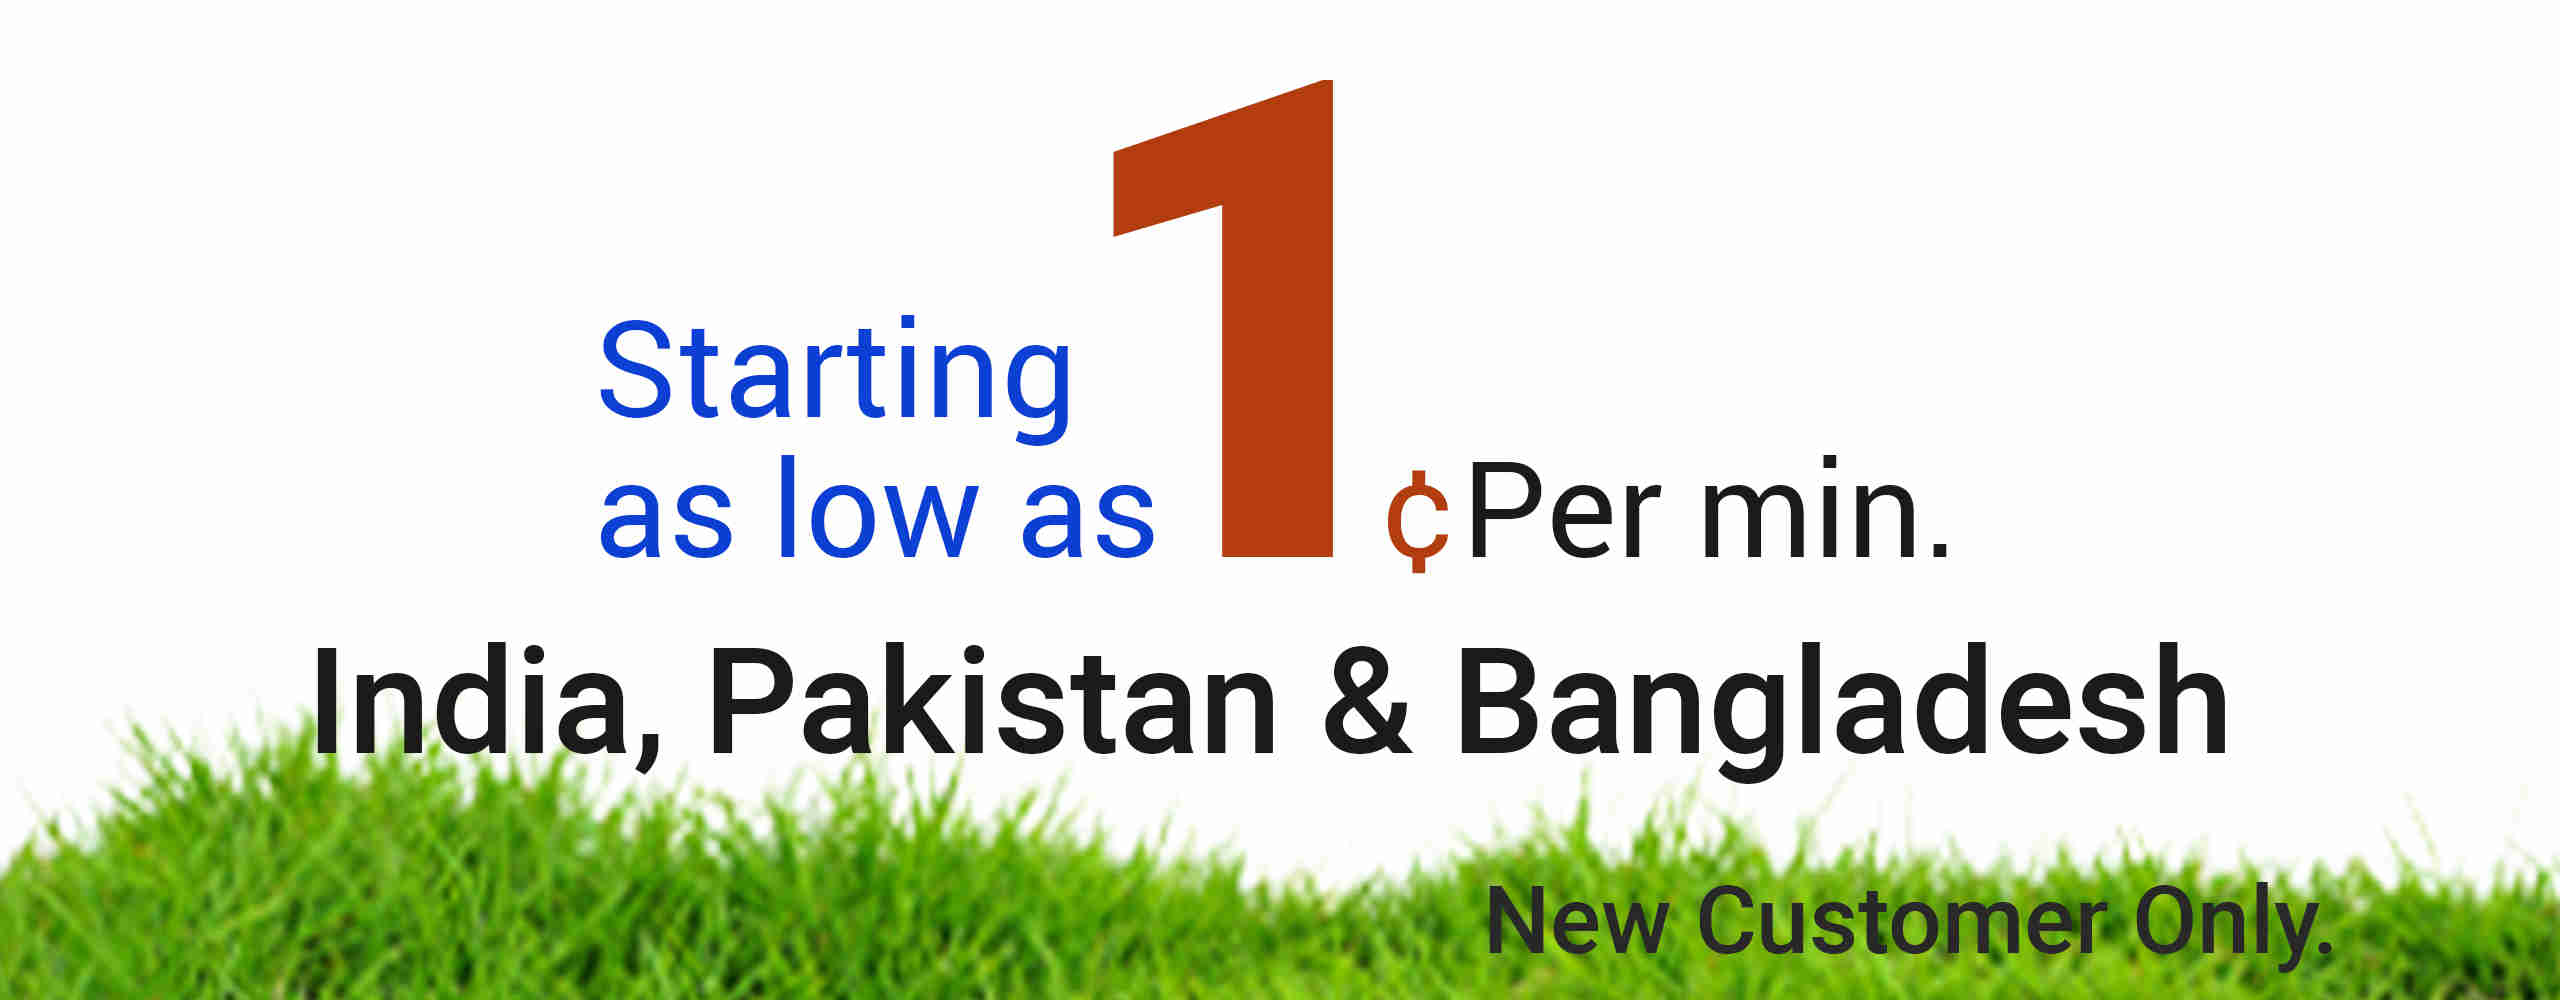 Starting
as low as 1 ¢Per min.
India, Pakistan & Bangladesh
New Customer Only.